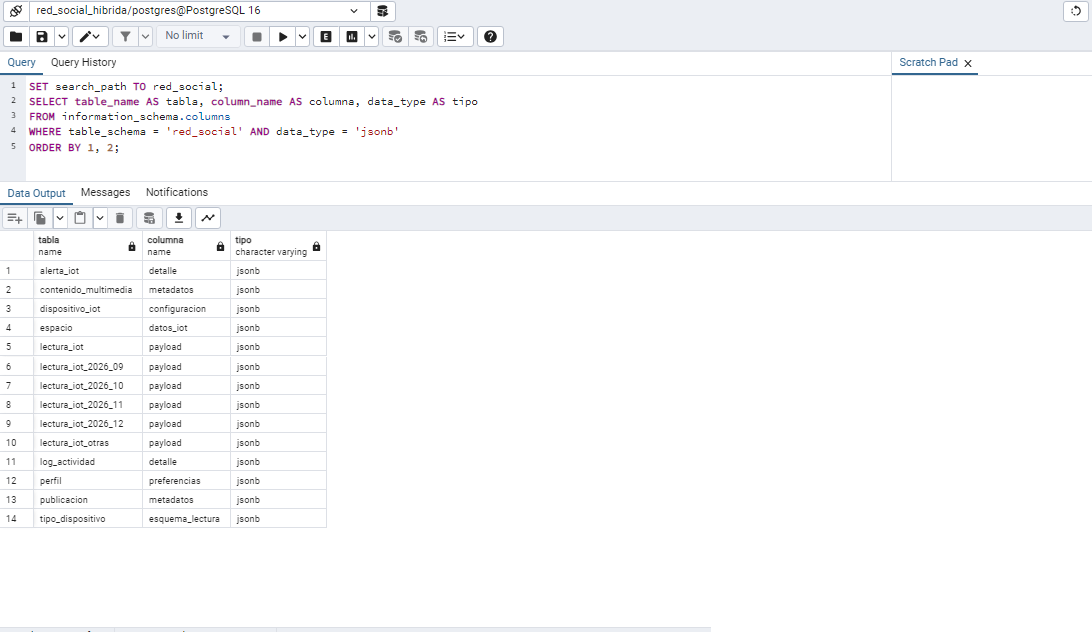 red_social_hibrida/postgres@PostgreSQL 16
No limit
Query Query History
Scratch Pad
1 SET search_path TO red_social;
2 SELECT table_name AS tabla, column_name AS columna, data_type AS tipo
3 FROM information_schema.columns
4 WHERE table_schema = 'red_social' AND data_type = 'jsonb'
5 ORDER BY 1, 2;
Data Output Messages Notifications
tabla columna tipo
name name character varying
1 alerta_iot detalle jsonb
2 contenido_multimedia metadatos jsonb
3 dispositivo_iot configuracion jsonb
4 espacio datos_iot jsonb
5 lectura_iot payload jsonb
6 lectura_iot_2026_09 payload jsonb
7 lectura_iot_2026_10 payload jsonb
8 lectura_iot_2026_11 payload jsonb
9 lectura_iot_2026_12 payload jsonb
10 lectura_iot_otras payload jsonb
11 log_actividad detalle jsonb
12 perfil preferencias jsonb
13 publicacion metadatos jsonb
14 tipo_dispositivo esquema_lectura jsonb